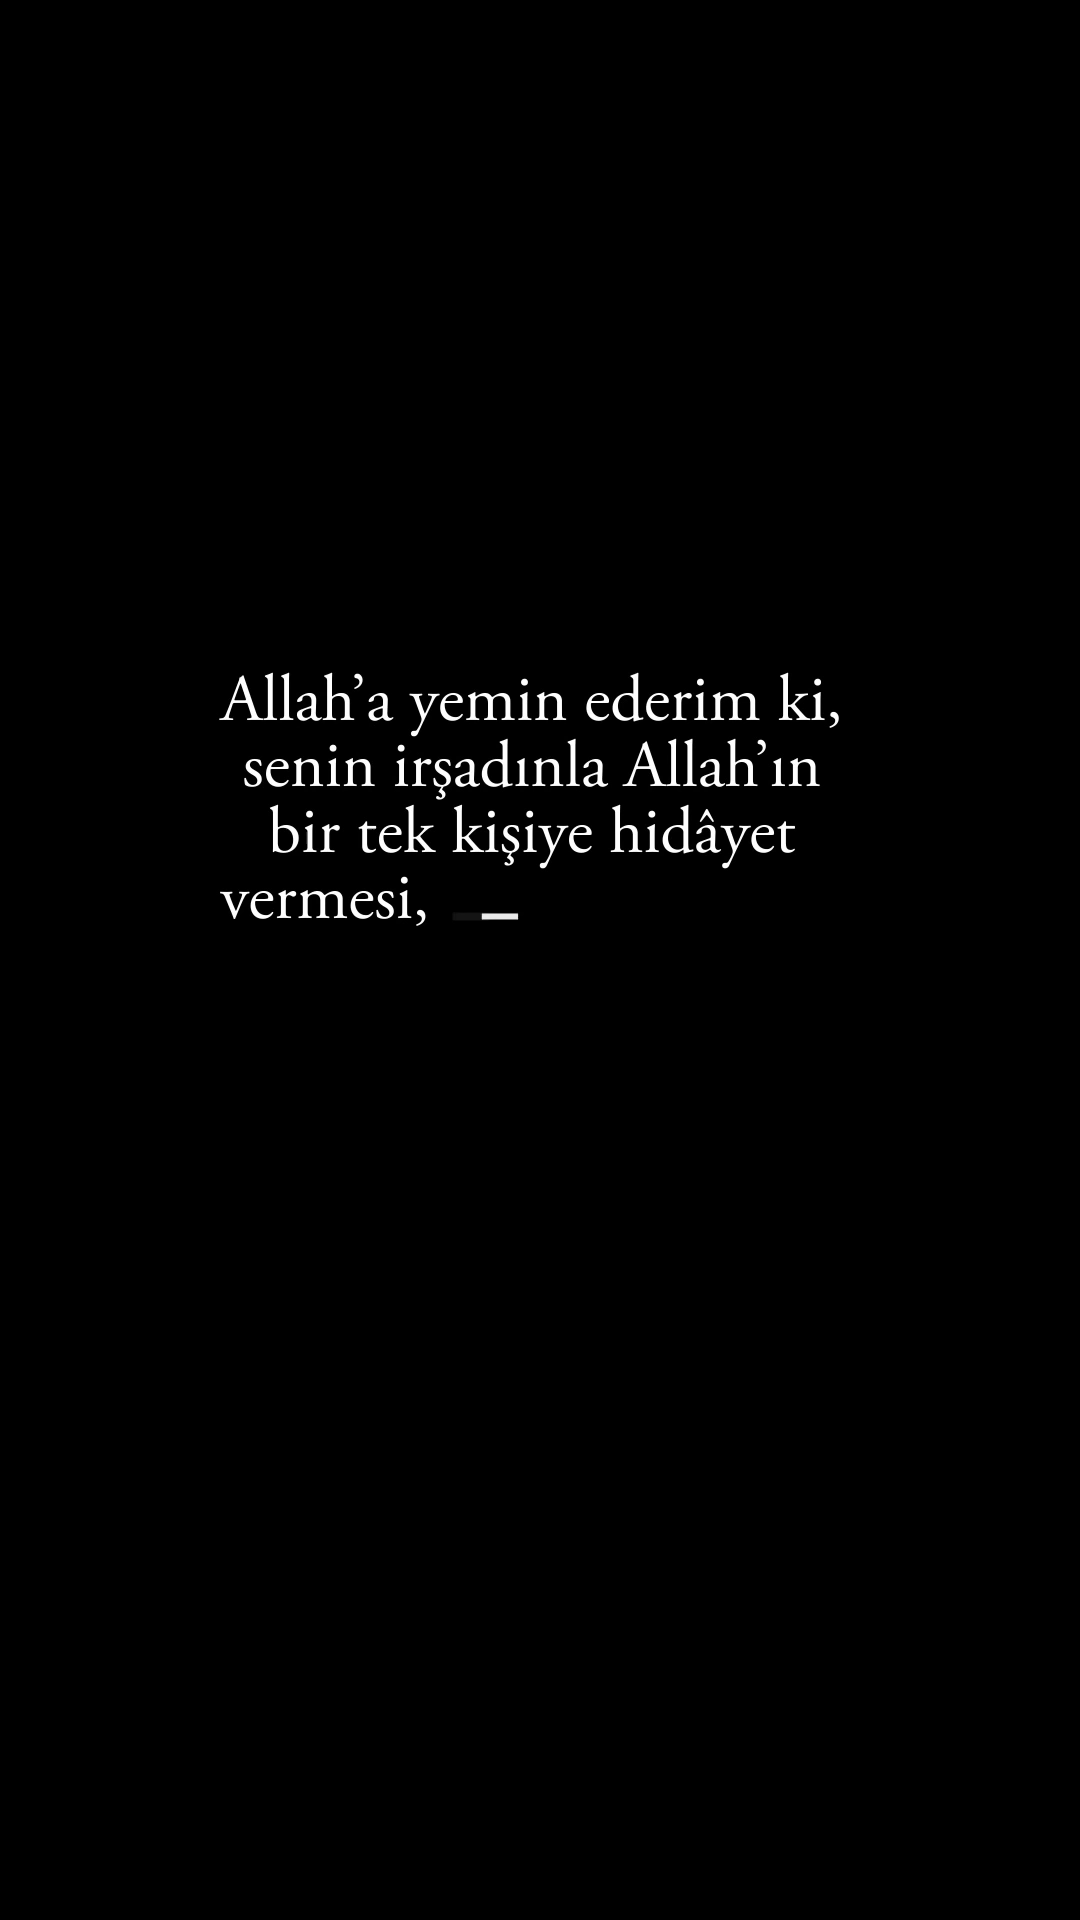 Allah’a yemin ederim ki,
senin irşadınla Allah’ın
bir tek kişiye hidâyet
vermesi,